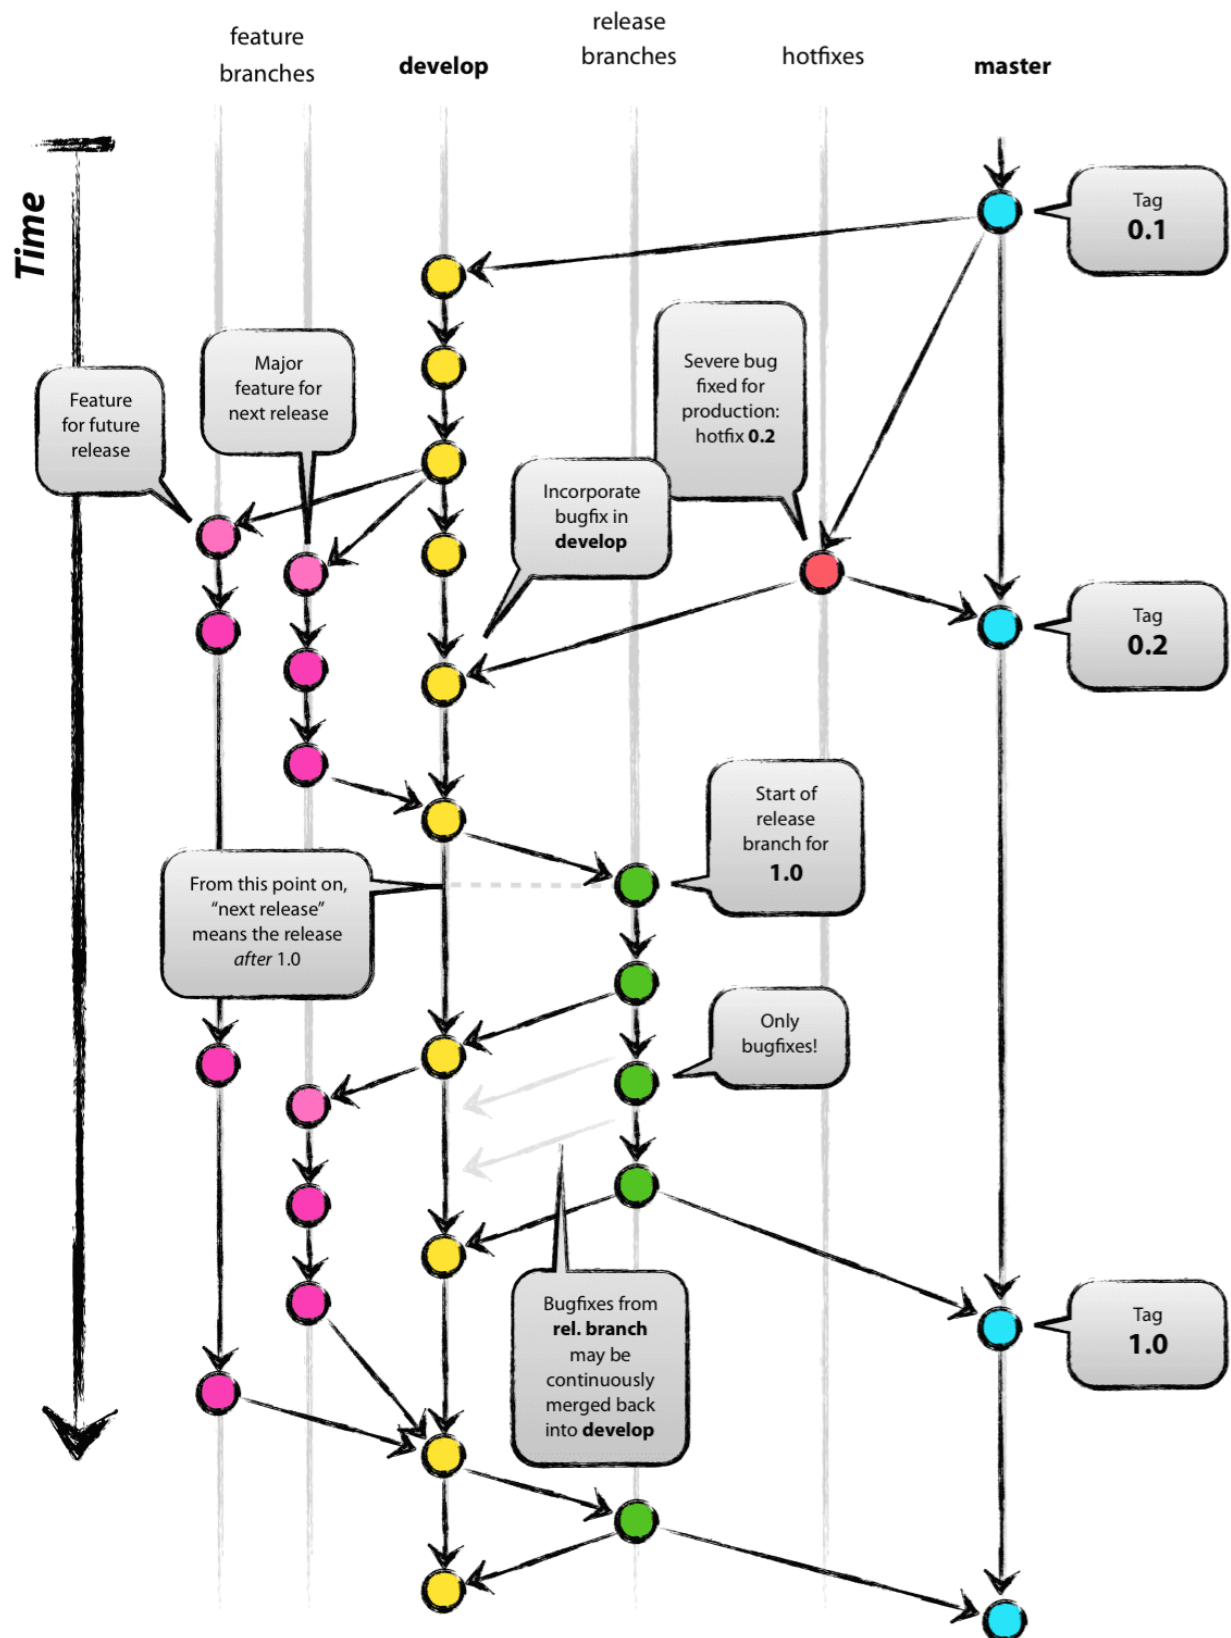 feature
branches
develop
release
branches
hotfixes
master
Time
Tag
0.1
Major
feature for
next release
Feature
for future
release
Severe bug
fixed for
production:
hotfix 0.2
Incorporate
bugfix in
develop
Tag
0.2
Start of
release
branch for
1.0
From this point on,
“next release”
means the release
after 1.0
Only
bugfixes!
Bugfixes from
rel. branch
may be
continuously
merged back
into develop
Tag
1.0